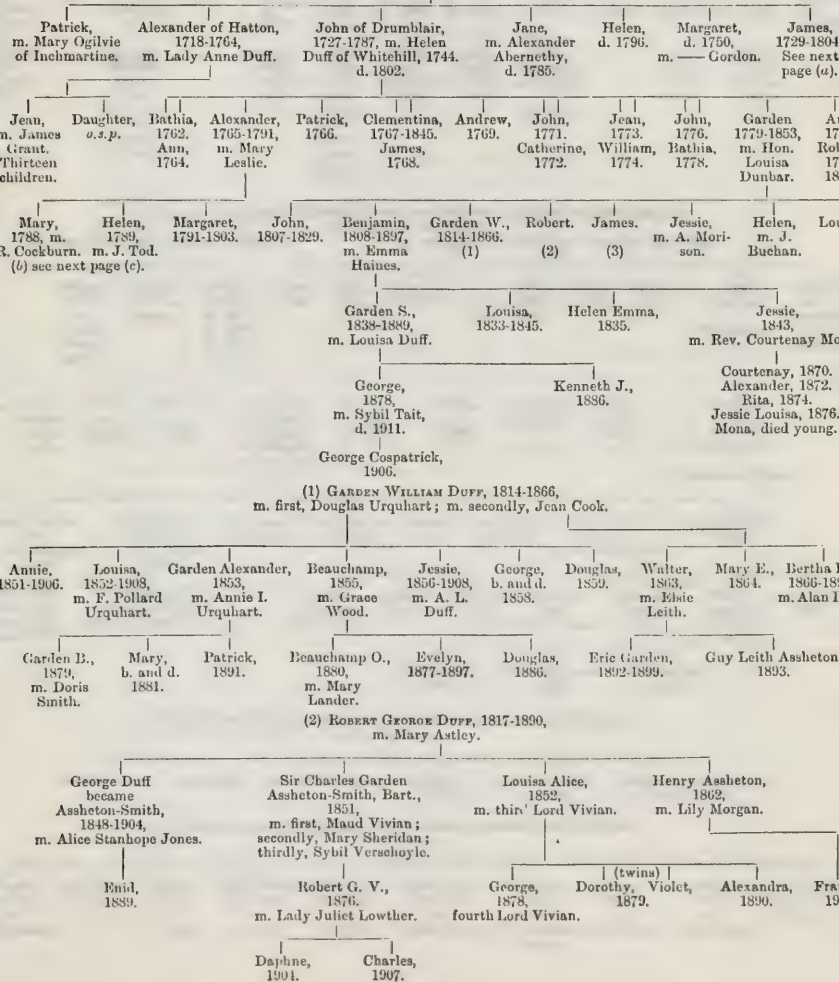 Patrick, Alexander of Hatton, John of Drumblair, Jane, Helen, Margaret, James,
m. Mary Ogilvie 1718-1764, 1727-1787, m. Helen m. Alexander d. 1796. d. 1750, 1729-1804
of Inchmartine. m. Lady Anne Duff. Duff of Whitehill, 1744. Abernethy, m. —— Gordon. See next
d. 1802. d. 1785. page (a).
Jean, Daughter, Bathia, Alexander, Patrick, Clementina, Andrew, John, Jean, John, Garden
m. James o.s.p. 1762. 1765-1791, 1766. 1767-1845. 1769. 1771. 1773. 1776. 1779-1853,
Grant. Ann, m. Mary James, Catherine, William, Bathia, m. Hon.
Thirteen 1764. Leslie. 1768. 1772. 1774. 1778. Louisa
children. Dunbar.
Mary, Helen, Margaret, John, Benjamin, Garden W., Robert. James. Jessie, Helen,
1788, m. 1789, 1791-1803. 1807-1829. 1808-1897, 1814-1866. m. A. Mori- m. J.
R. Cockburn. m. J. Tod. m. Emma (1) (2) (3) son. Buchan.
(b) see next page (c). Haines.
Garden S., Louisa, Helen Emma, Jessie,
1838-1889, 1833-1845. 1835. 1843,
m. Louisa Duff. m. Rev. Courtenay
George, Kenneth J., Courtenay, 1870.
1878, 1886. Alexander, 1872.
m. Sybil Tait, Rita, 1874.
d. 1911. Jessie Louisa, 1876.
George Cospatrick, Mona, died young.
1906.
(1) GARDEN WILLIAM DUFF, 1814-1866,
m. first, Douglas Urquhart; m. secondly, Jean Cook.
Annie, Louisa, Garden Alexander, Beauchamp, Jessie, George, Douglas, Walter, Mary E., Bertha
1851-1906. 1852-1908, 1853, 1855, 1856-1908, b. and d. 1859. 1863, 1864.
m. F. Pollard m. Annie I. m. Grace m. A. L. 1858. m. Elsie m. Alan
Urquhart. Urquhart. Wood. Duff. Leith.
Garden B., Mary, Patrick, Beauchamp O., Evelyn, Douglas, Eric Garden, Guy Leith Assheton
1879, b. and d. 1891. 1880, 1877-1897. 1886. 1892-1899. 1893.
m. Doris 1881. m. Mary
Smith. Lander.
(2) ROBERT GEORGE DUFF, 1817-1890,
m. Mary Astley.
George Duff Sir Charles Garden Louisa Alice, Henry Assheton,
became Assheton-Smith, Bart., 1852, 1862,
Assheton-Smith, 1851, m. third Lord Vivian. m. Lily Morgan.
1848-1904, m. first, Maud Vivian;
m. Alice Stanhope Jones. secondly, Mary Sheridan;
thirdly, Sybil Verschoyle.
(twins)
Enid, Robert G. V., George, Dorothy, Violet, Alexandra,
1889. 1876. 1878, 1879. 1890.
m. Lady Juliet Lowther. fourth Lord Vivian.
Daphne, Charles,
1904. 1907.